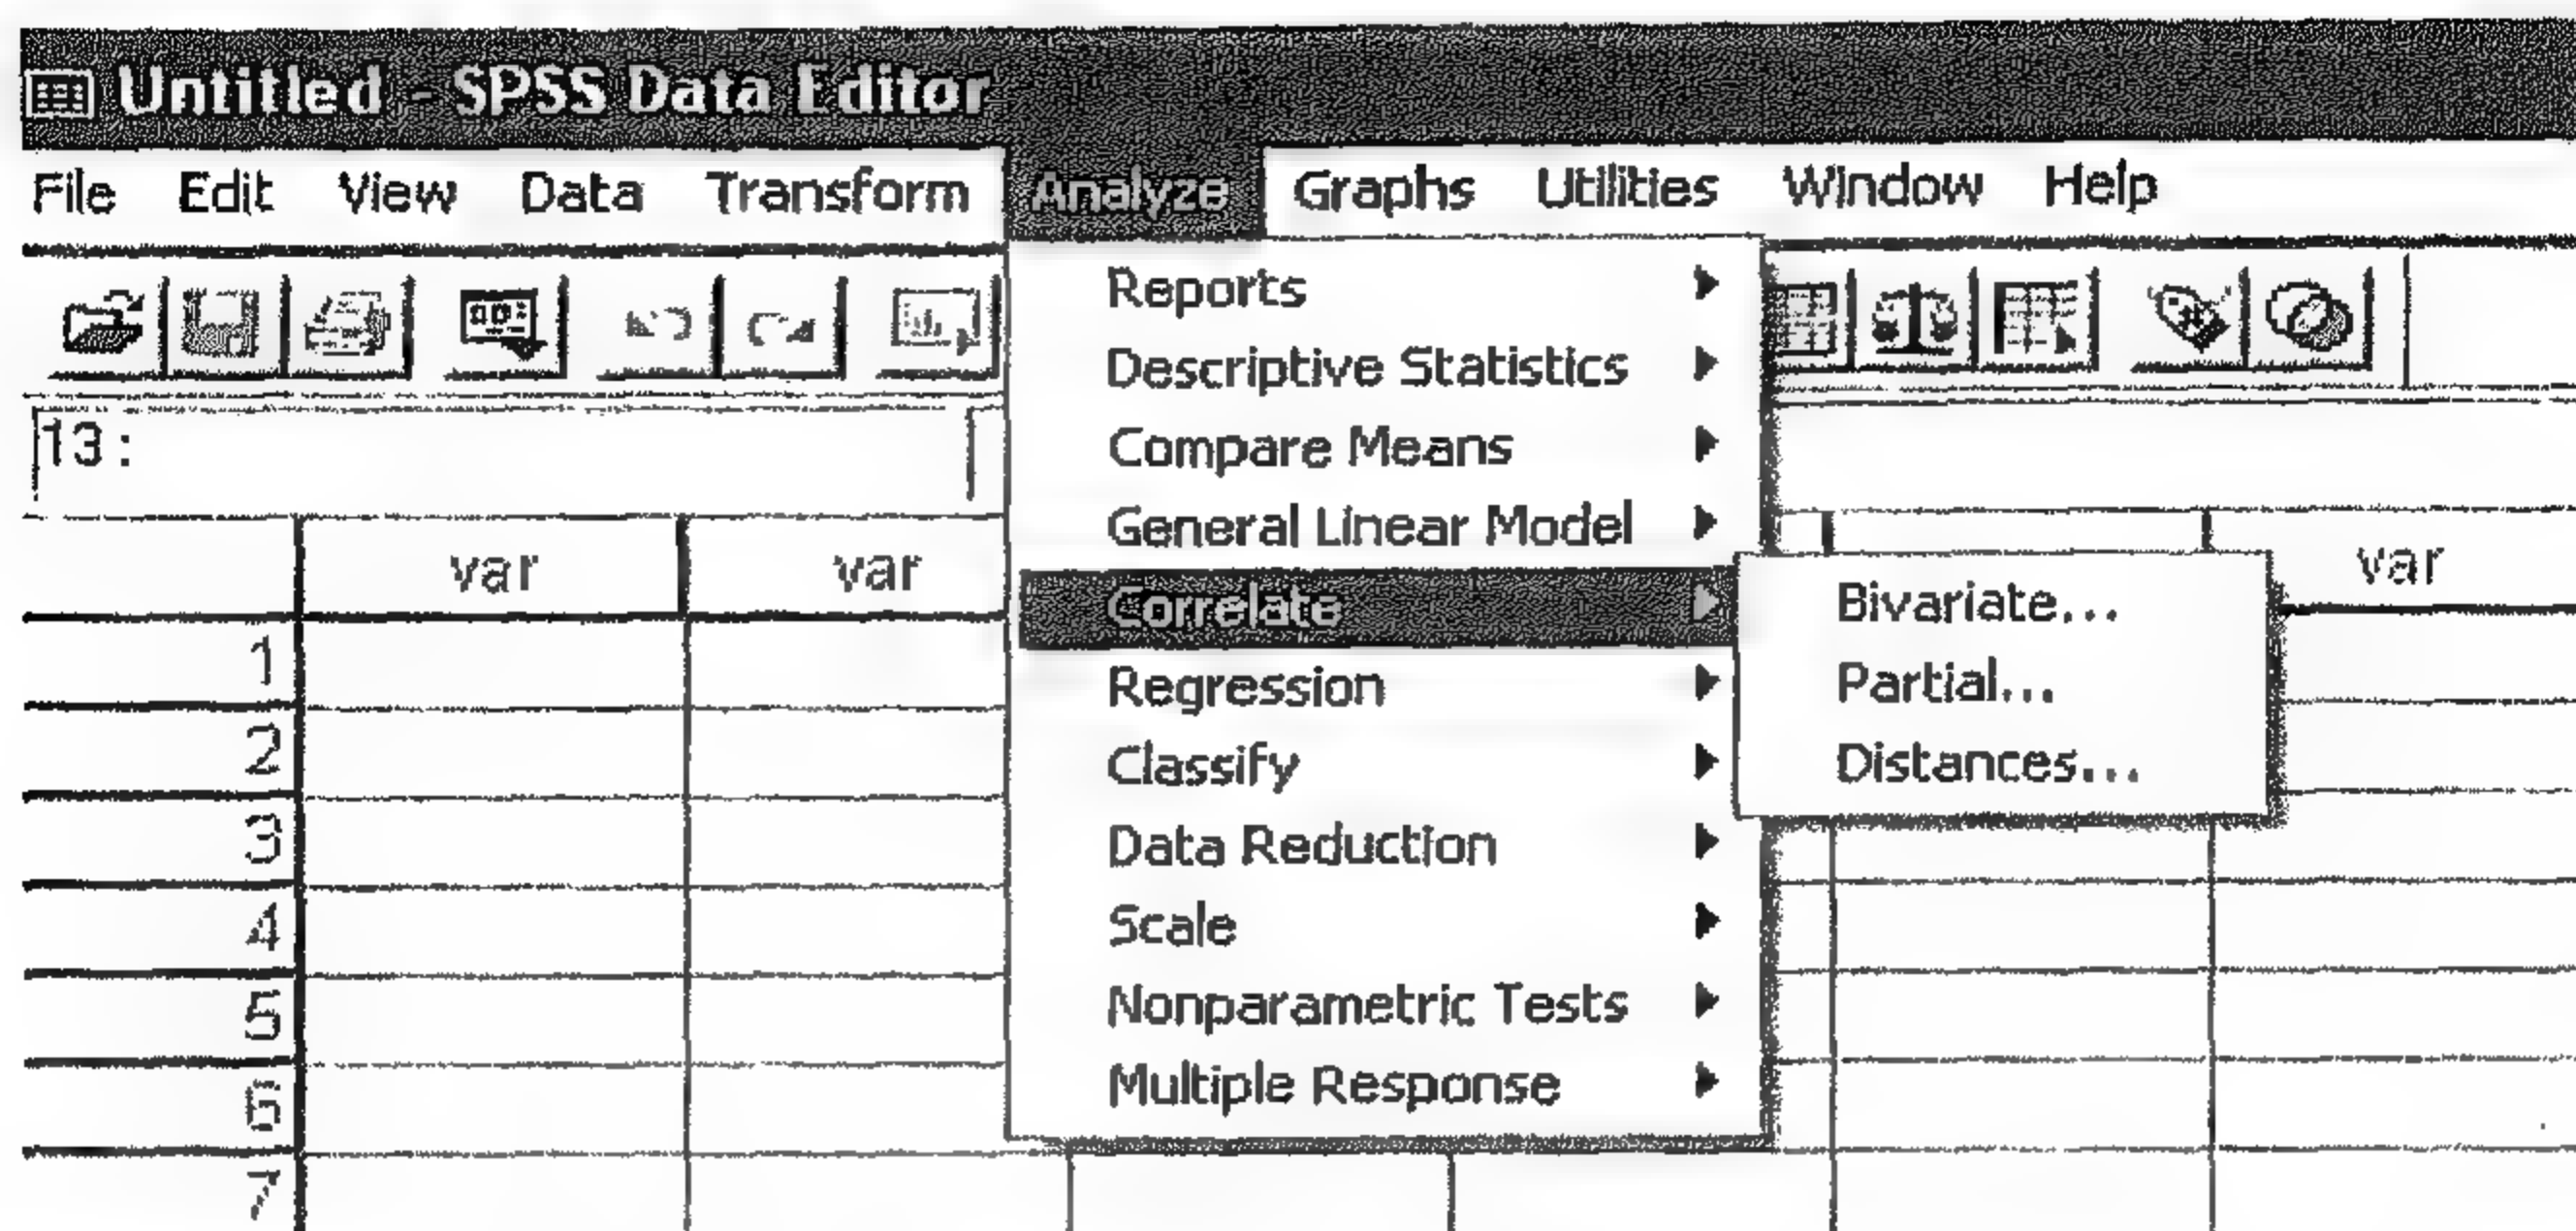 Untitled - SPSS Data Editor
File Edit View Data Transform Analyze Graphs Utilities Window Help
Reports
Descriptive Statistics
13:
Compare Means
General Linear Model
var var var
Correlate
Bivariate...
1
Regression
Partial...
2
Classify
Distances...
3
Data Reduction
4
Scale
5
Nonparametric Tests
6
Multiple Response
7